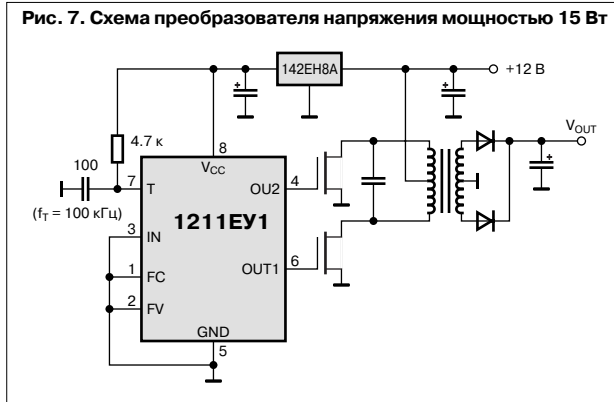 Рис. 7. Схема преобразователя напряжения мощностью 15 Вт
142ЕН8А
+12 В
4.7 к
8
VCC
VOUT
100
7
T
OU2
4
(fT = 100 кГц)
1211ЕУ1
3
IN
OUT1
6
1
FC
2
FV
GND
5